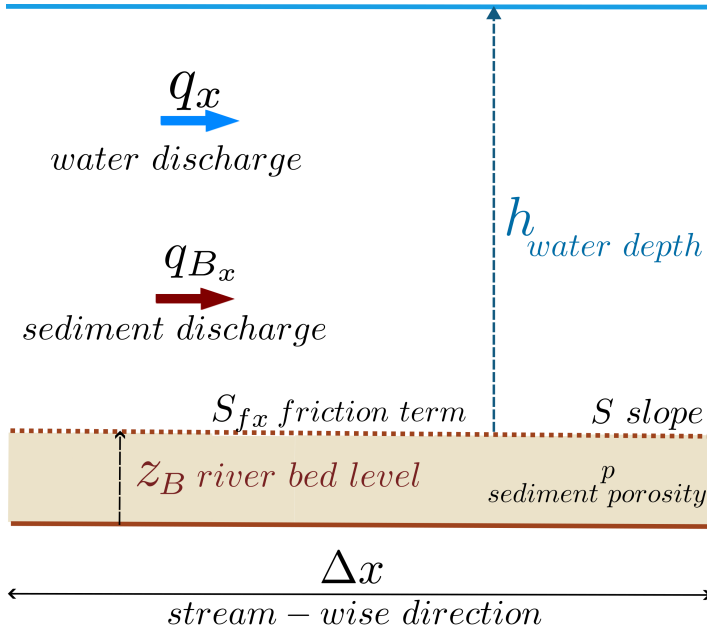 q_x
water discharge
h water depth
q_{B_x}
sediment discharge
S_{fx} friction term
S slope
z_B river bed level
p
sediment porosity
Δx
stream − wise direction